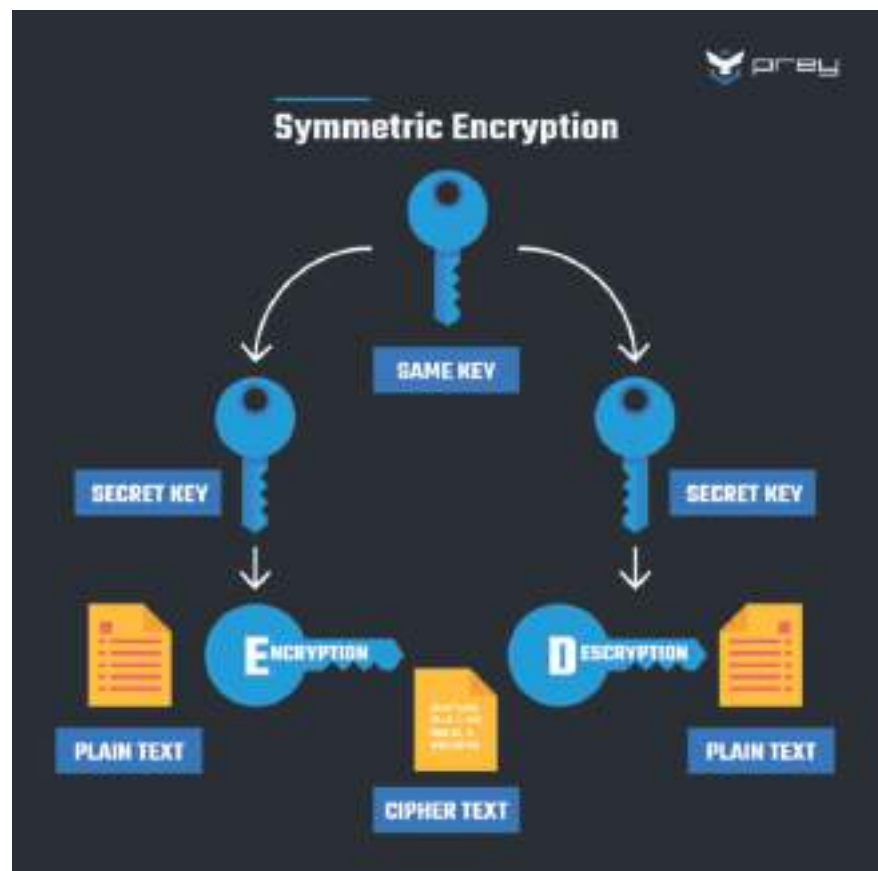 prey
Symmetric Encryption
SAME KEY
SECRET KEY
SECRET KEY
ENCRYPTION
DESCRYPTION
PLAIN TEXT
PLAIN TEXT
CIPHER TEXT